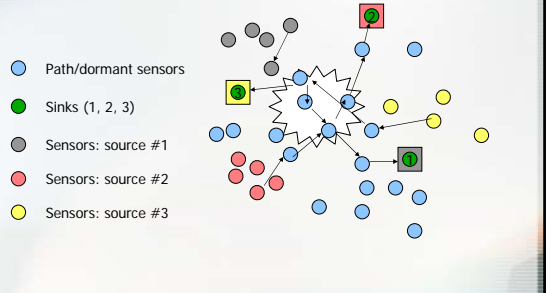 2
3
1
Path/dormant sensors
Sinks (1, 2, 3)
Sensors: source #1
Sensors: source #2
Sensors: source #3